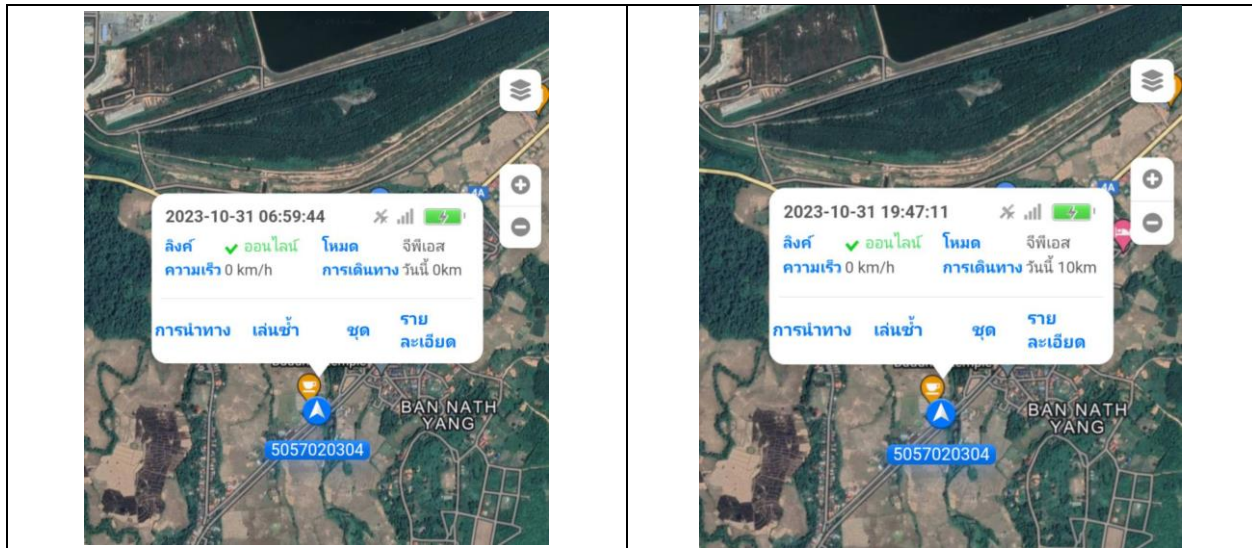 4A
2023-10-31 06:59:44
ลิงค์ ออนไลน์ โหมด จีพีเอส
ความเร็ว 0 km/h การเดินทาง วันนี้ 0km
การนำทาง เล่นซ้ำ ชุด ราย
ละเอียด
BAN NATH
YANG
5057020304
4A
2023-10-31 19:47:11
ลิงค์ ออนไลน์ โหมด จีพีเอส
ความเร็ว 0 km/h การเดินทาง วันนี้ 10km
การนำทาง เล่นซ้ำ ชุด ราย
ละเอียด
BAN NATH
YANG
5057020304